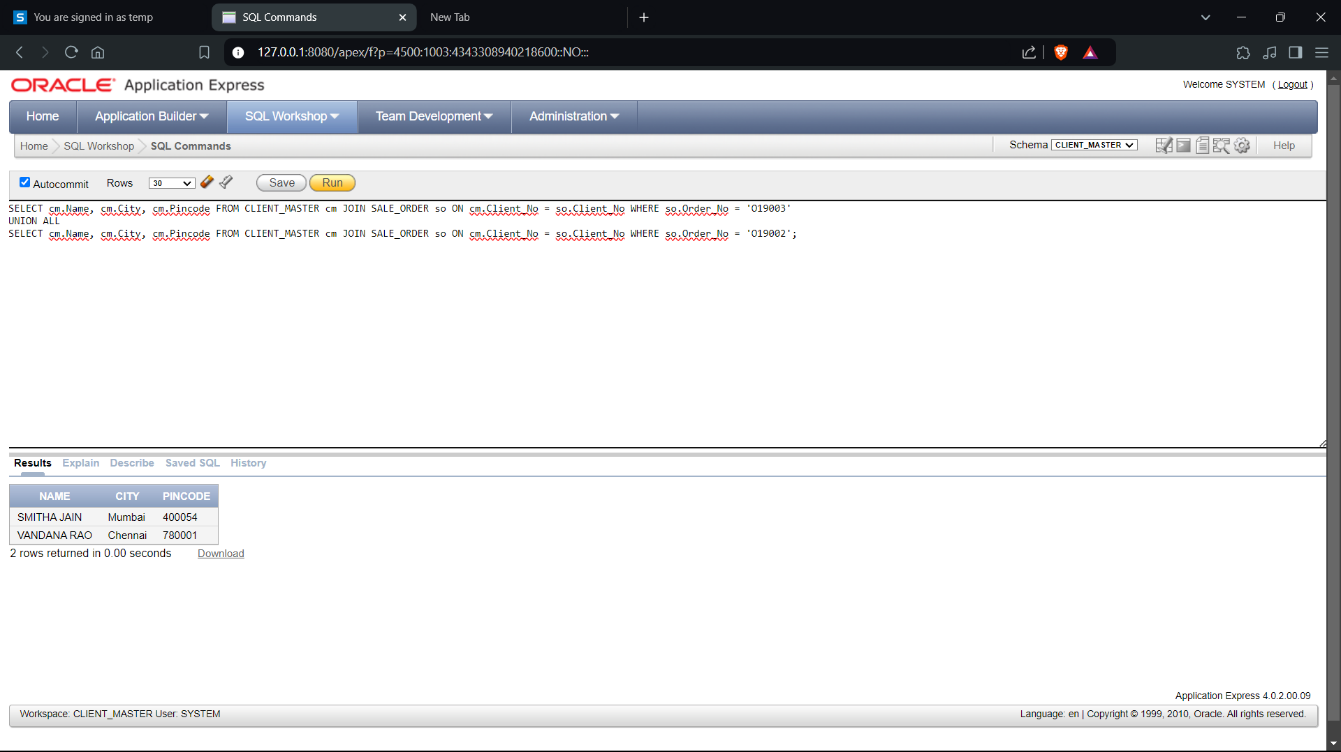 You are signed in as temp
SQL Commands
New Tab
127.0.0.1:8080/apex/f?p=4500:1003:4343308940218600::NO:::
ORACLE Application Express
Welcome SYSTEM ( Logout )
Home Application Builder SQL Workshop Team Development Administration
Home SQL Workshop SQL Commands
Schema CLIENT_MASTER Help
Autocommit Rows 30 Save Run
SELECT cm.Name, cm.City, cm.Pincode FROM CLIENT_MASTER cm JOIN SALE_ORDER so ON cm.Client_No = so.Client_No WHERE so.Order_No = 'O19003'
UNION ALL
SELECT cm.Name, cm.City, cm.Pincode FROM CLIENT_MASTER cm JOIN SALE_ORDER so ON cm.Client_No = so.Client_No WHERE so.Order_No = 'O19002';
Results Explain Describe Saved SQL History
NAME CITY PINCODE
SMITHA JAIN Mumbai 400054
VANDANA RAO Chennai 780001
2 rows returned in 0.00 seconds Download
Application Express 4.0.2.00.09
Workspace: CLIENT_MASTER User: SYSTEM
Language: en | Copyright © 1999, 2010, Oracle. All rights reserved.